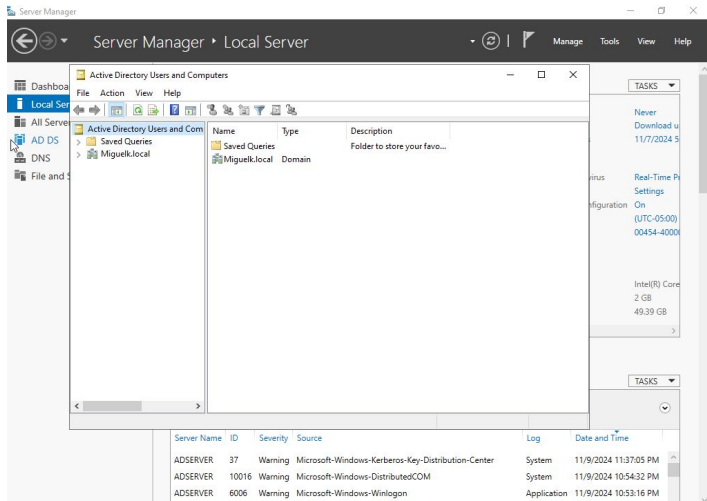 Server Manager
Server Manager ‣ Local Server
Manage Tools View Help
Dashboa
Local Ser
All Serve
AD DS
DNS
File and S
Active Directory Users and Computers
File Action View Help
Active Directory Users and Com
Saved Queries
Miguelk.local
Name Type Description
Saved Queries Folder to store your favo...
Miguelk.local Domain
TASKS
Never
Download u
11/7/2024 5
virus Real-Time Pr
Settings
nfiguration On
(UTC-05:00)
00454-40000
Intel(R) Core
2 GB
49.39 GB
TASKS
Server Name ID Severity Source Log Date and Time
ADSERVER 37 Warning Microsoft-Windows-Kerberos-Key-Distribution-Center System 11/9/2024 11:37:05 PM
ADSERVER 10016 Warning Microsoft-Windows-DistributedCOM System 11/9/2024 10:54:32 PM
ADSERVER 6006 Warning Microsoft-Windows-Winlogon Application 11/9/2024 10:53:16 PM